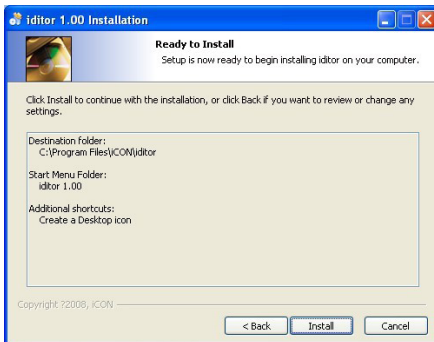 iditor 1.00 Installation
Ready to Install
Setup is now ready to begin installing iditor on your computer.
Click Install to continue with the installation, or click Back if you want to review or change any
settings.
Destination folder:
C:\Program Files\iCON\iditor
Start Menu Folder:
iditor 1.00
Additional shortcuts:
Create a Desktop icon
Copyright ?2008, iCON
< Back
Install
Cancel